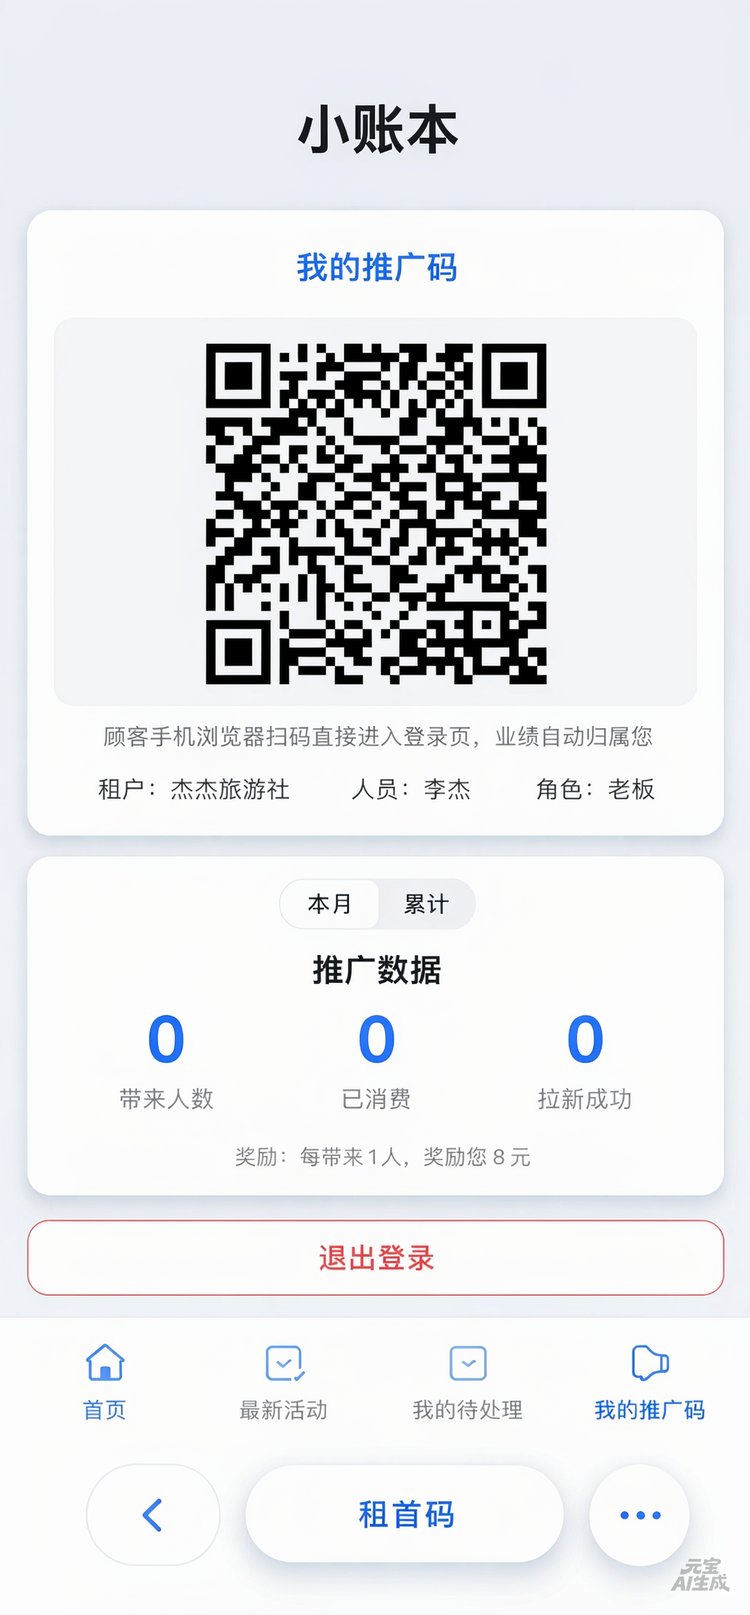 小账本
我的推广码
顾客手机浏览器扫码直接进入登录页，业绩自动归属您
租户：杰杰旅游社 人员：李杰 角色：老板
本月 累计
推广数据
0 0 0
带来人数 已消费 拉新成功
奖励：每带来1人，奖励您 8 元
退出登录
首页 最新活动 我的待处理 我的推广码
租首码
元宝
AI生成